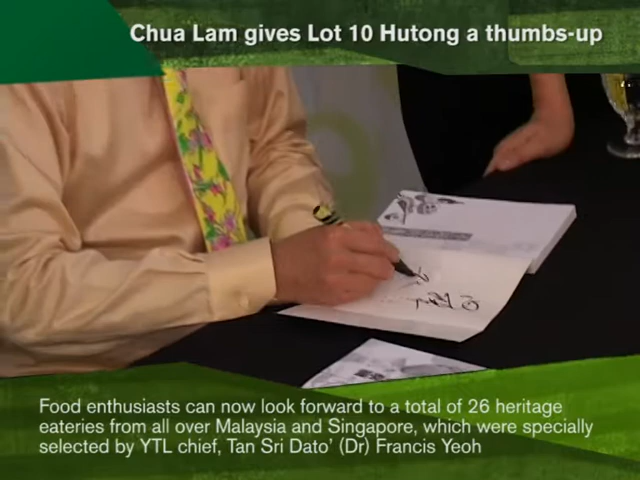 Chua Lam gives Lot 10 Hutong a thumbs-up
Food enthusiasts can now look forward to a total of 26 heritage
eateries from all over Malaysia and Singapore, which were specially
selected by YTL chief, Tan Sri Dato' (Dr) Francis Yeoh